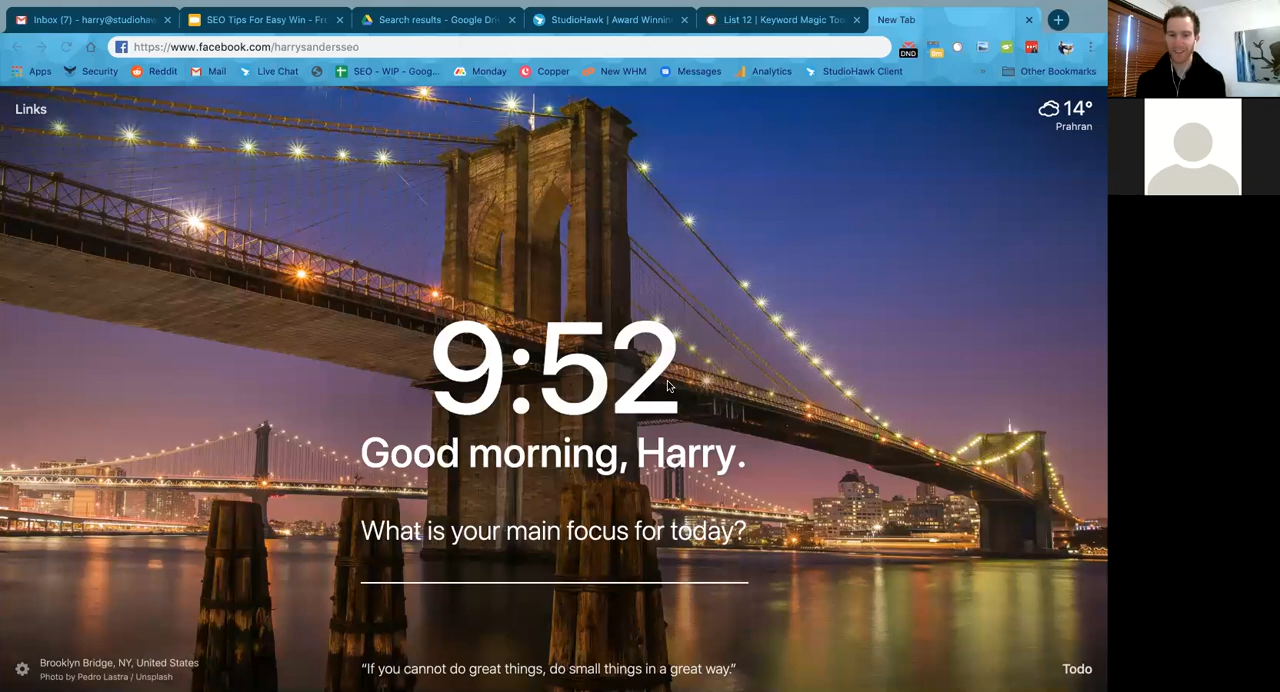 Inbox (7) - harry@studiohaw
SEO Tips For Easy Win - Fre
Search results - Google Driv
StudioHawk | Award Winnin
List 12 | Keyword Magic Too
New Tab
https://www.facebook.com/harrysandersseo
DND
Apps
Security
Reddit
Mail
Live Chat
SEO - WIP - Goog...
Monday
Copper
New WHM
Messages
Analytics
StudioHawk Client
»
Other Bookmarks
Links
14°
Prahran
9:52
Good morning, Harry.
What is your main focus for today?
Brooklyn Bridge, NY, United States
Photo by Pedro Lastra / Unsplash
“If you cannot do great things, do small things in a great way.”
Todo